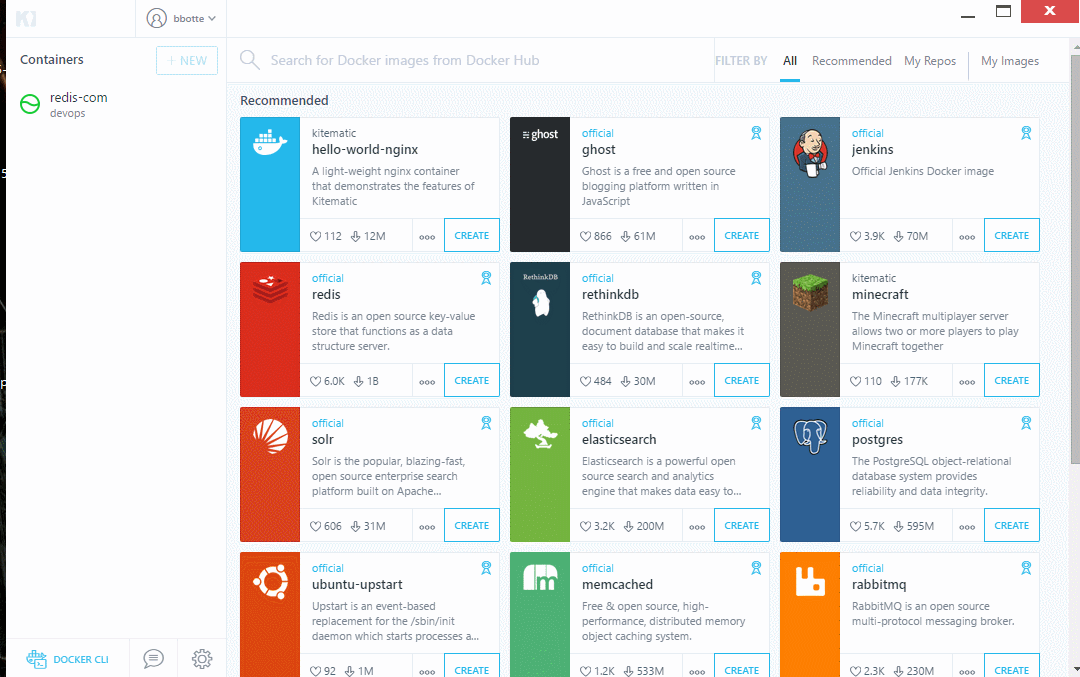 bbotte
Containers
+ NEW
Search for Docker images from Docker Hub
FILTER BY All Recommended My Repos My Images
redis-com
devops
Recommended
kitematic
hello-world-nginx
A light-weight nginx container
that demonstrates the features of
Kitematic
112 12M
CREATE
ghost
official
ghost
Ghost is a free and open source
blogging platform written in
JavaScript
866 61M
CREATE
official
jenkins
Official Jenkins Docker image
3.9K 70M
CREATE
official
redis
Redis is an open source key-value
store that functions as a data
structure server.
6.0K 1B
CREATE
RethinkDB
official
rethinkdb
RethinkDB is an open-source,
document database that makes it
easy to build and scale realtime...
484 30M
CREATE
kitematic
minecraft
The Minecraft multiplayer server
allows two or more players to play
Minecraft together
110 177K
CREATE
official
solr
Solr is the popular, blazing-fast,
open source enterprise search
platform built on Apache...
606 31M
CREATE
official
elasticsearch
Elasticsearch is a powerful open
source search and analytics
engine that makes data easy to...
3.2K 200M
CREATE
official
postgres
The PostgreSQL object-relational
database system provides
reliability and data integrity.
5.7K 595M
CREATE
official
ubuntu-upstart
Upstart is an event-based
replacement for the /sbin/init
daemon which starts processes a...
92 1M
CREATE
official
memcached
Free & open source, high-
performance, distributed memory
object caching system.
1.2K 533M
CREATE
official
rabbitmq
RabbitMQ is an open source
multi-protocol messaging broker.
2.3K 230M
CREATE
DOCKER CLI